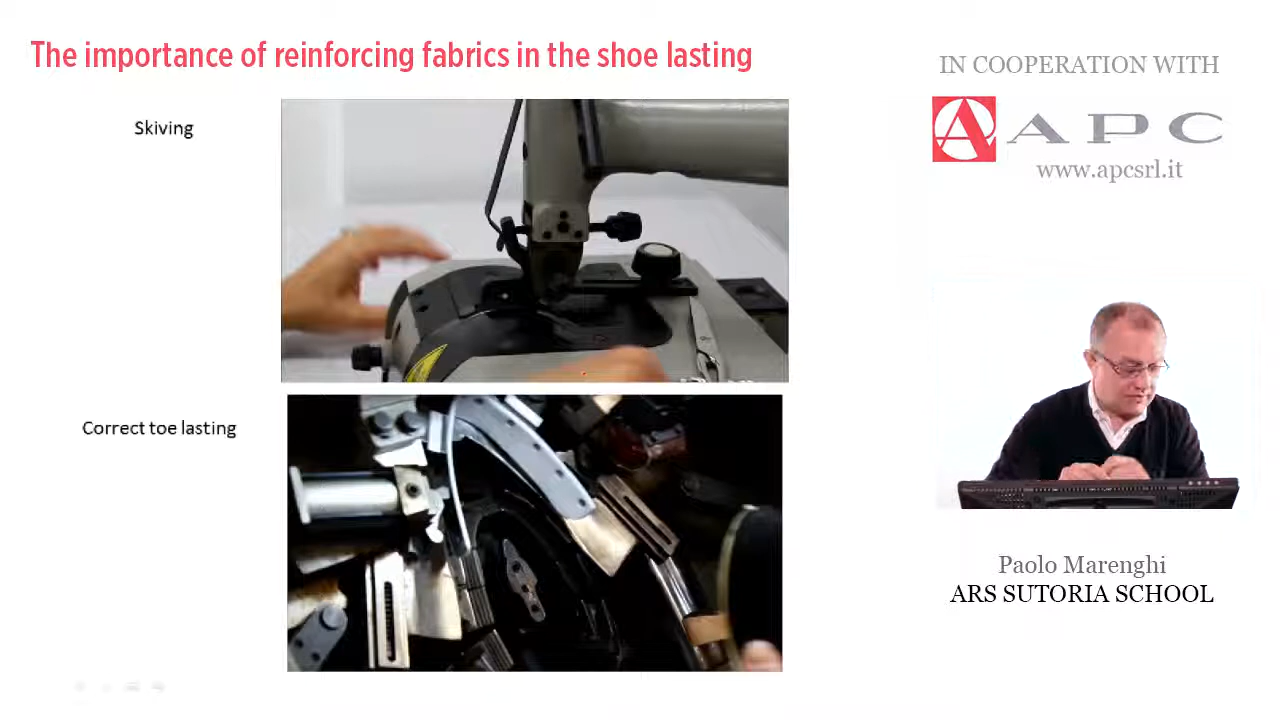 The importance of reinforcing fabrics in the shoe lasting
Skiving
Correct toe lasting
IN COOPERATION WITH
A APC
www.apcsrl.it
Paolo Marenghi
ARS SUTORIA SCHOOL